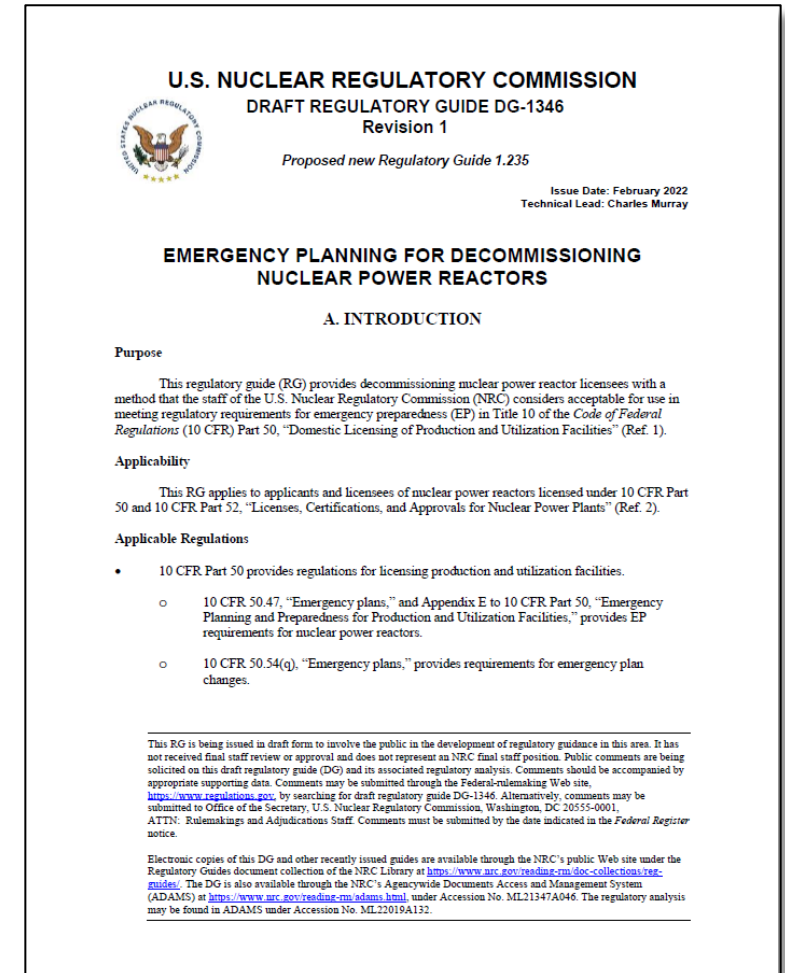 U.S. NUCLEAR REGULATORY COMMISSION
DRAFT REGULATORY GUIDE DG-1346
Revision 1
Proposed new Regulatory Guide 1.235
UNITED STATES NUCLEAR REGULATORY COMMISSION
Issue Date: February 2022
Technical Lead: Charles Murray
EMERGENCY PLANNING FOR DECOMMISSIONING
NUCLEAR POWER REACTORS
A. INTRODUCTION
Purpose
This regulatory guide (RG) provides decommissioning nuclear power reactor licensees with a
method that the staff of the U.S. Nuclear Regulatory Commission (NRC) considers acceptable for use in
meeting regulatory requirements for emergency preparedness (EP) in Title 10 of the Code of Federal
Regulations (10 CFR) Part 50, “Domestic Licensing of Production and Utilization Facilities” (Ref. 1).
Applicability
This RG applies to applicants and licensees of nuclear power reactors licensed under 10 CFR Part
50 and 10 CFR Part 52, “Licenses, Certifications, and Approvals for Nuclear Power Plants” (Ref. 2).
Applicable Regulations
• 10 CFR Part 50 provides regulations for licensing production and utilization facilities.
o 10 CFR 50.47, “Emergency plans,” and Appendix E to 10 CFR Part 50, “Emergency
Planning and Preparedness for Production and Utilization Facilities,” provides EP
requirements for nuclear power reactors.
o 10 CFR 50.54(q), “Emergency plans,” provides requirements for emergency plan
changes.
This RG is being issued in draft form to involve the public in the development of regulatory guidance in this area. It has
not received final staff review or approval and does not represent an NRC final staff position. Public comments are being
solicited on this draft regulatory guide (DG) and its associated regulatory analysis. Comments should be accompanied by
appropriate supporting data. Comments may be submitted through the Federal-rulemaking Web site,
https://www.regulations.gov, by searching for draft regulatory guide DG-1346. Alternatively, comments may be
submitted to Office of the Secretary, U.S. Nuclear Regulatory Commission, Washington, DC 20555-0001,
ATTN: Rulemakings and Adjudications Staff. Comments must be submitted by the date indicated in the Federal Register
notice.
Electronic copies of this DG and other recently issued guides are available through the NRC’s public Web site under the
Regulatory Guides document collection of the NRC Library at https://www.nrc.gov/reading-rm/doc-collections/reg-
guides/. The DG is also available through the NRC’s Agencywide Documents Access and Management System
(ADAMS) at https://www.nrc.gov/reading-rm/adams.html, under Accession No. ML21347A046. The regulatory analysis
may be found in ADAMS under Accession No. ML22019A132.